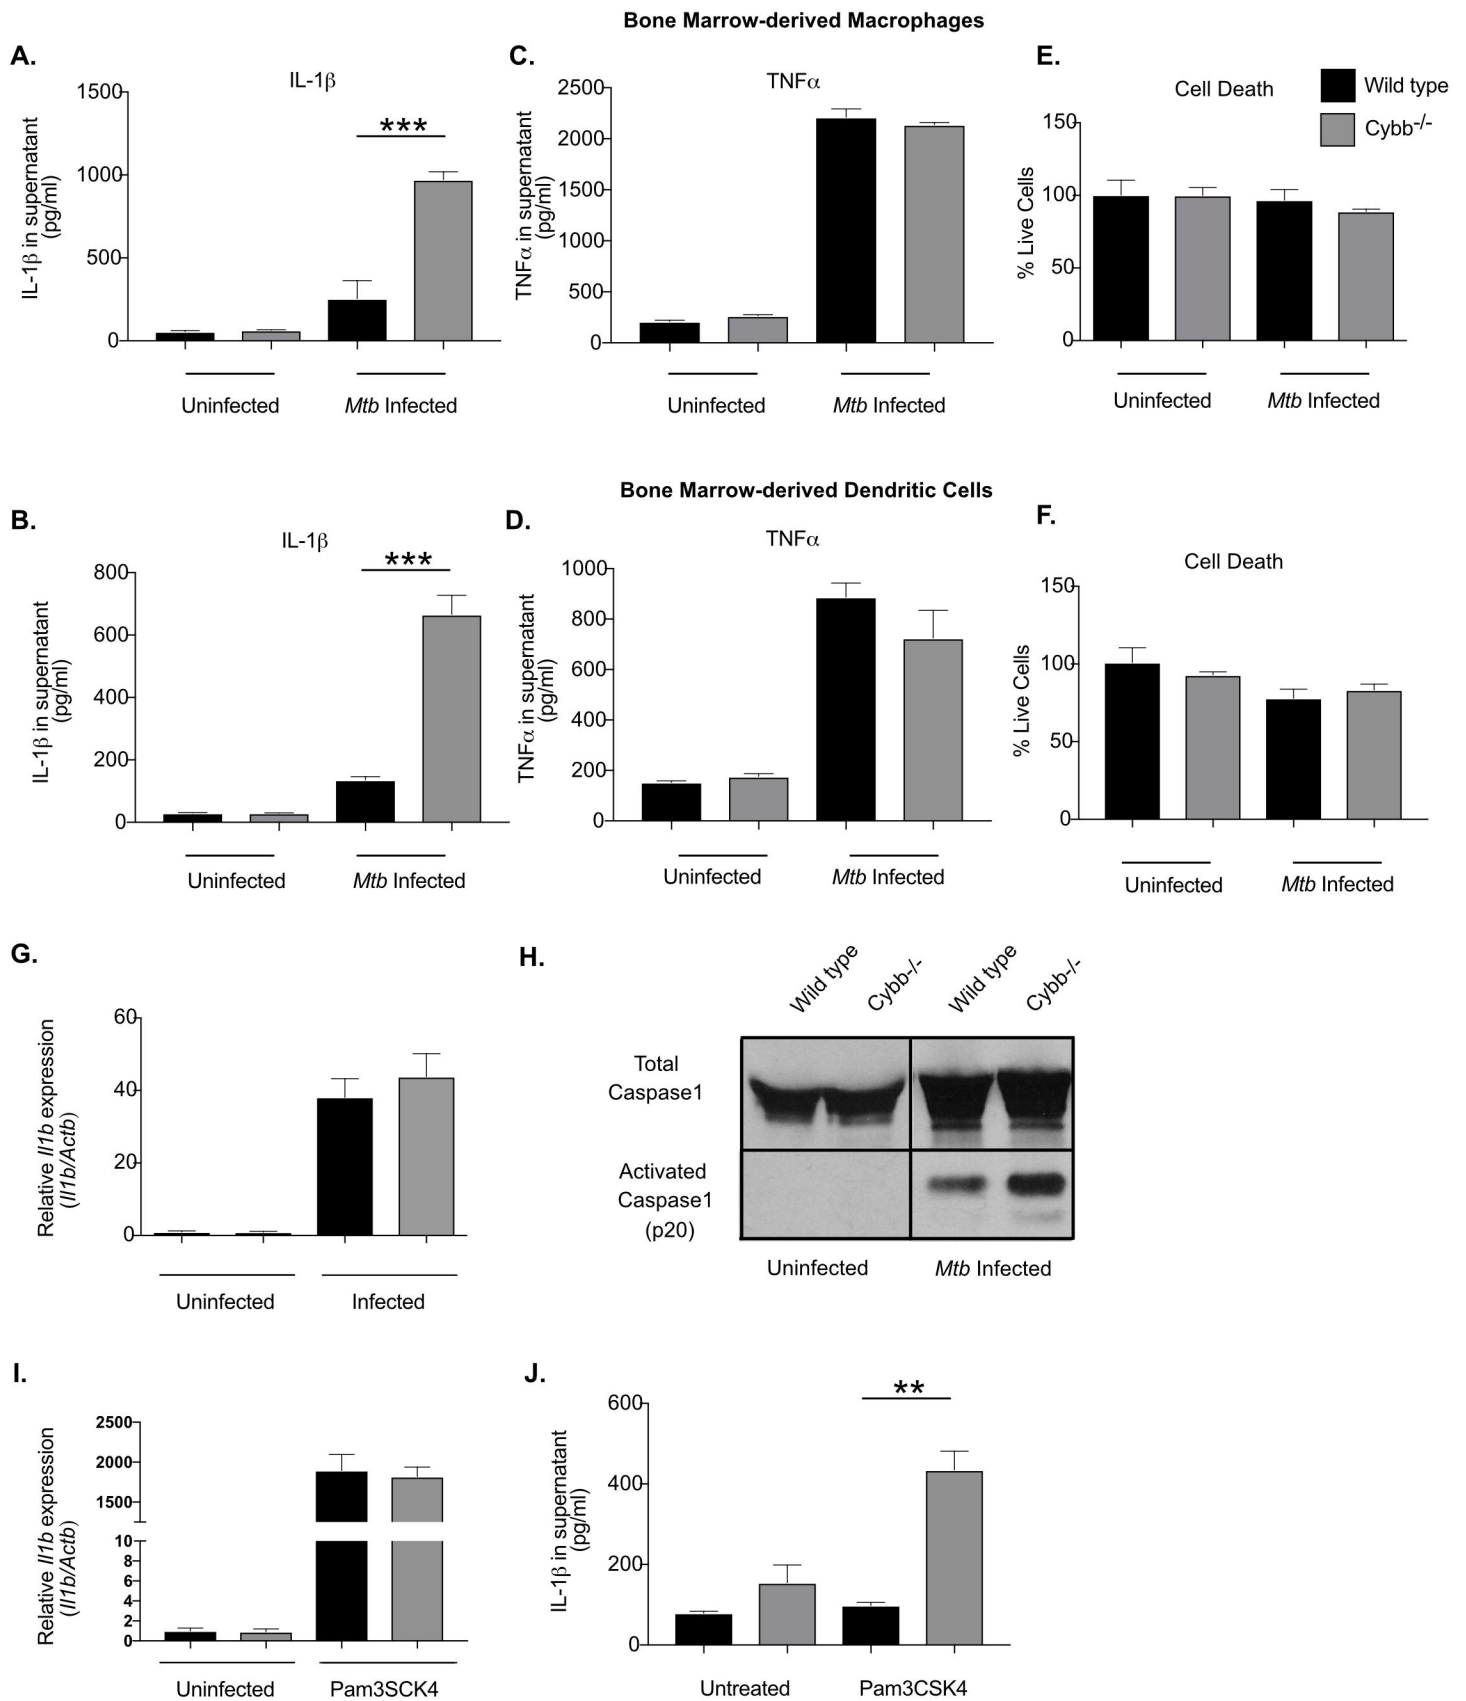 Bone Marrow-derived Macrophages
A.
IL-1β
IL-1β in supernatant
(pg/ml)
1500
1000
500
0
***
Uninfected
Mtb Infected
C.
TNFα
TNFα in supernatant
(pg/ml)
2500
2000
1500
1000
500
0
Uninfected
Mtb Infected
E.
Cell Death
Wild type
Cybb-/-
% Live Cells
150
100
50
0
Uninfected
Mtb Infected
Bone Marrow-derived Dendritic Cells
B.
IL-1β
IL-1β in supernatant
(pg/ml)
800
600
400
200
0
***
Uninfected
Mtb Infected
D.
TNFα
TNFα in supernatant
(pg/ml)
1000
800
600
400
200
0
Uninfected
Mtb Infected
F.
Cell Death
% Live Cells
150
100
50
0
Uninfected
Mtb Infected
G.
Relative Il1b expression
(Il1b/Actb)
60
40
20
0
Uninfected
Infected
H.
Wild type
Cybb-/-
Wild type
Cybb-/-
Total
Caspase1
Activated
Caspase1
(p20)
Uninfected
Mtb Infected
I.
Relative Il1b expression
(Il1b/Actb)
2500
2000
1500
10
8
6
4
2
0
Uninfected
Pam3SCK4
J.
IL-1β in supernatant
(pg/ml)
600
400
200
0
**
Untreated
Pam3CSK4